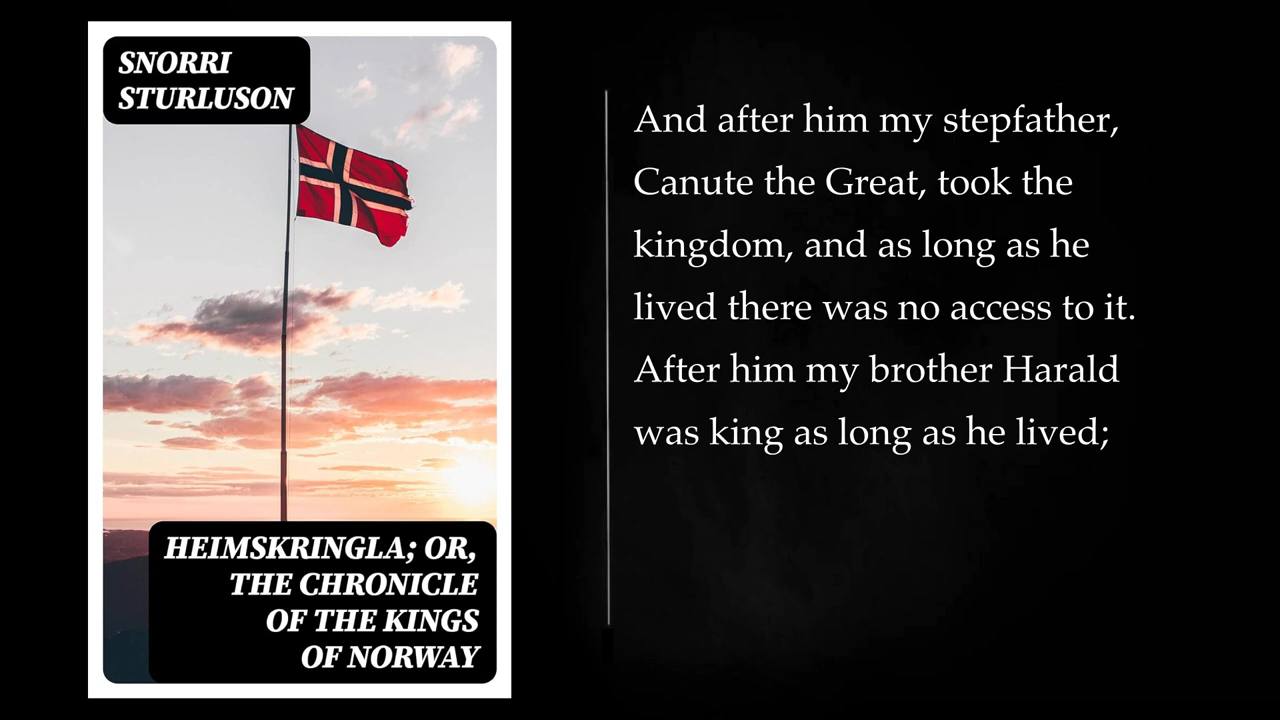 SNORRI
STURLUSON
HEIMSKRINGLA; OR,
THE CHRONICLE
OF THE KINGS
OF NORWAY
And after him my stepfather,
Canute the Great, took the
kingdom, and as long as he
lived there was no access to it.
After him my brother Harald
was king as long as he lived;